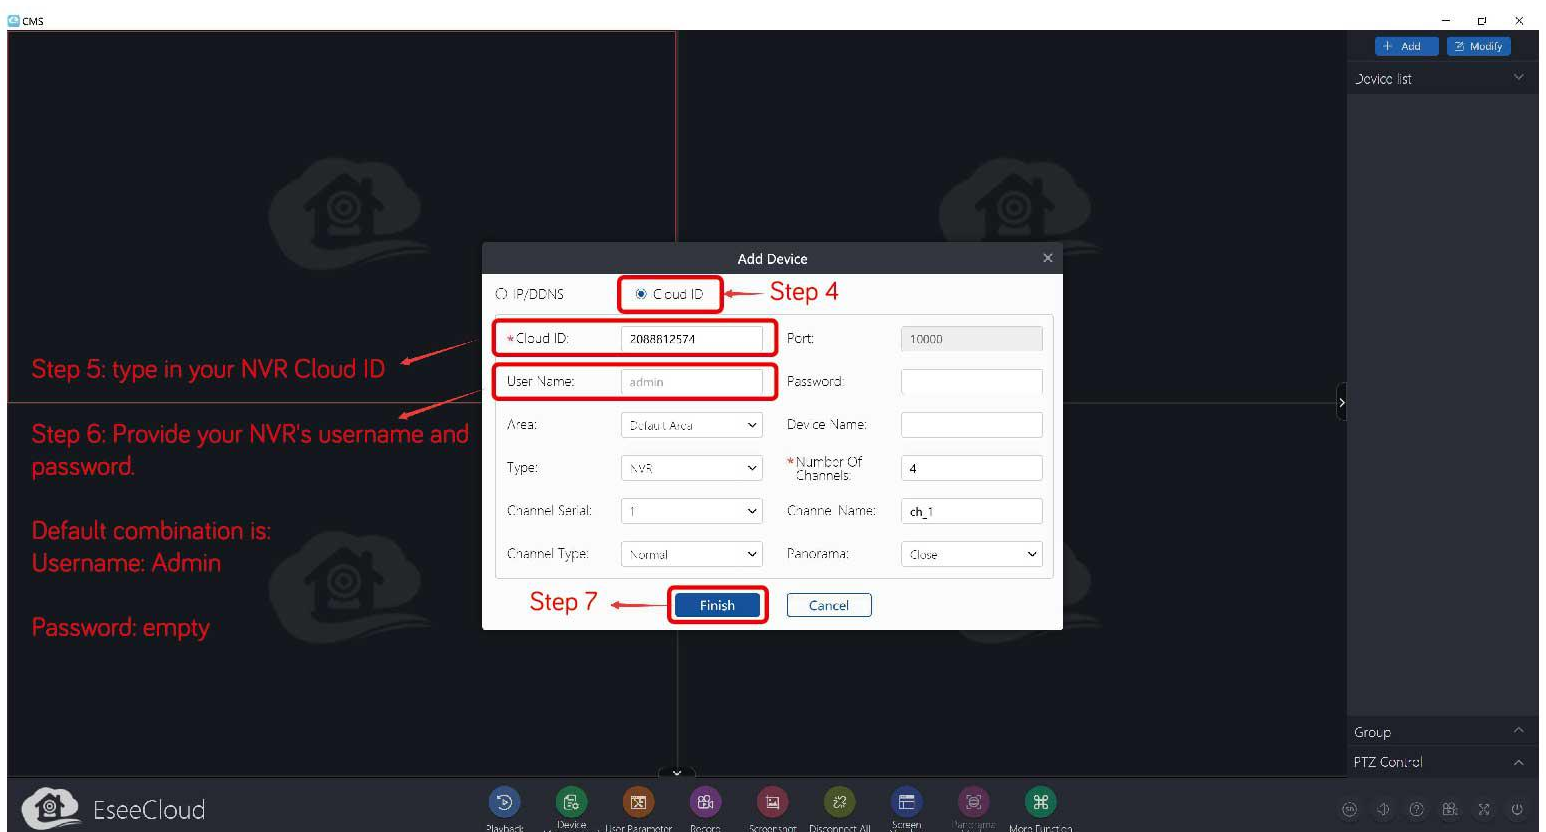 CMS
Add
Modify
Device list
Add Device
IP/DDNS
Cloud ID
Step 4
*Cloud ID:
2088812574
Port:
10000
Step 5: type in your NVR Cloud ID
User Name:
admin
Password:
Area:
Default Area
Device Name:
Step 6: Provide your NVR's username and
password.
Type:
NVR
*Number Of
Channels:
4
Channel Serial:
1
Channel Name:
ch_1
Default combination is:
Username: Admin
Channel Type:
Normal
Panorama:
Close
Step 7
Finish
Cancel
Password: empty
Group
PTZ Control
EseeCloud
Playback
Device
User Parameter
Record
Screenshot
Disconnect All
Screen
Panorama
More Function